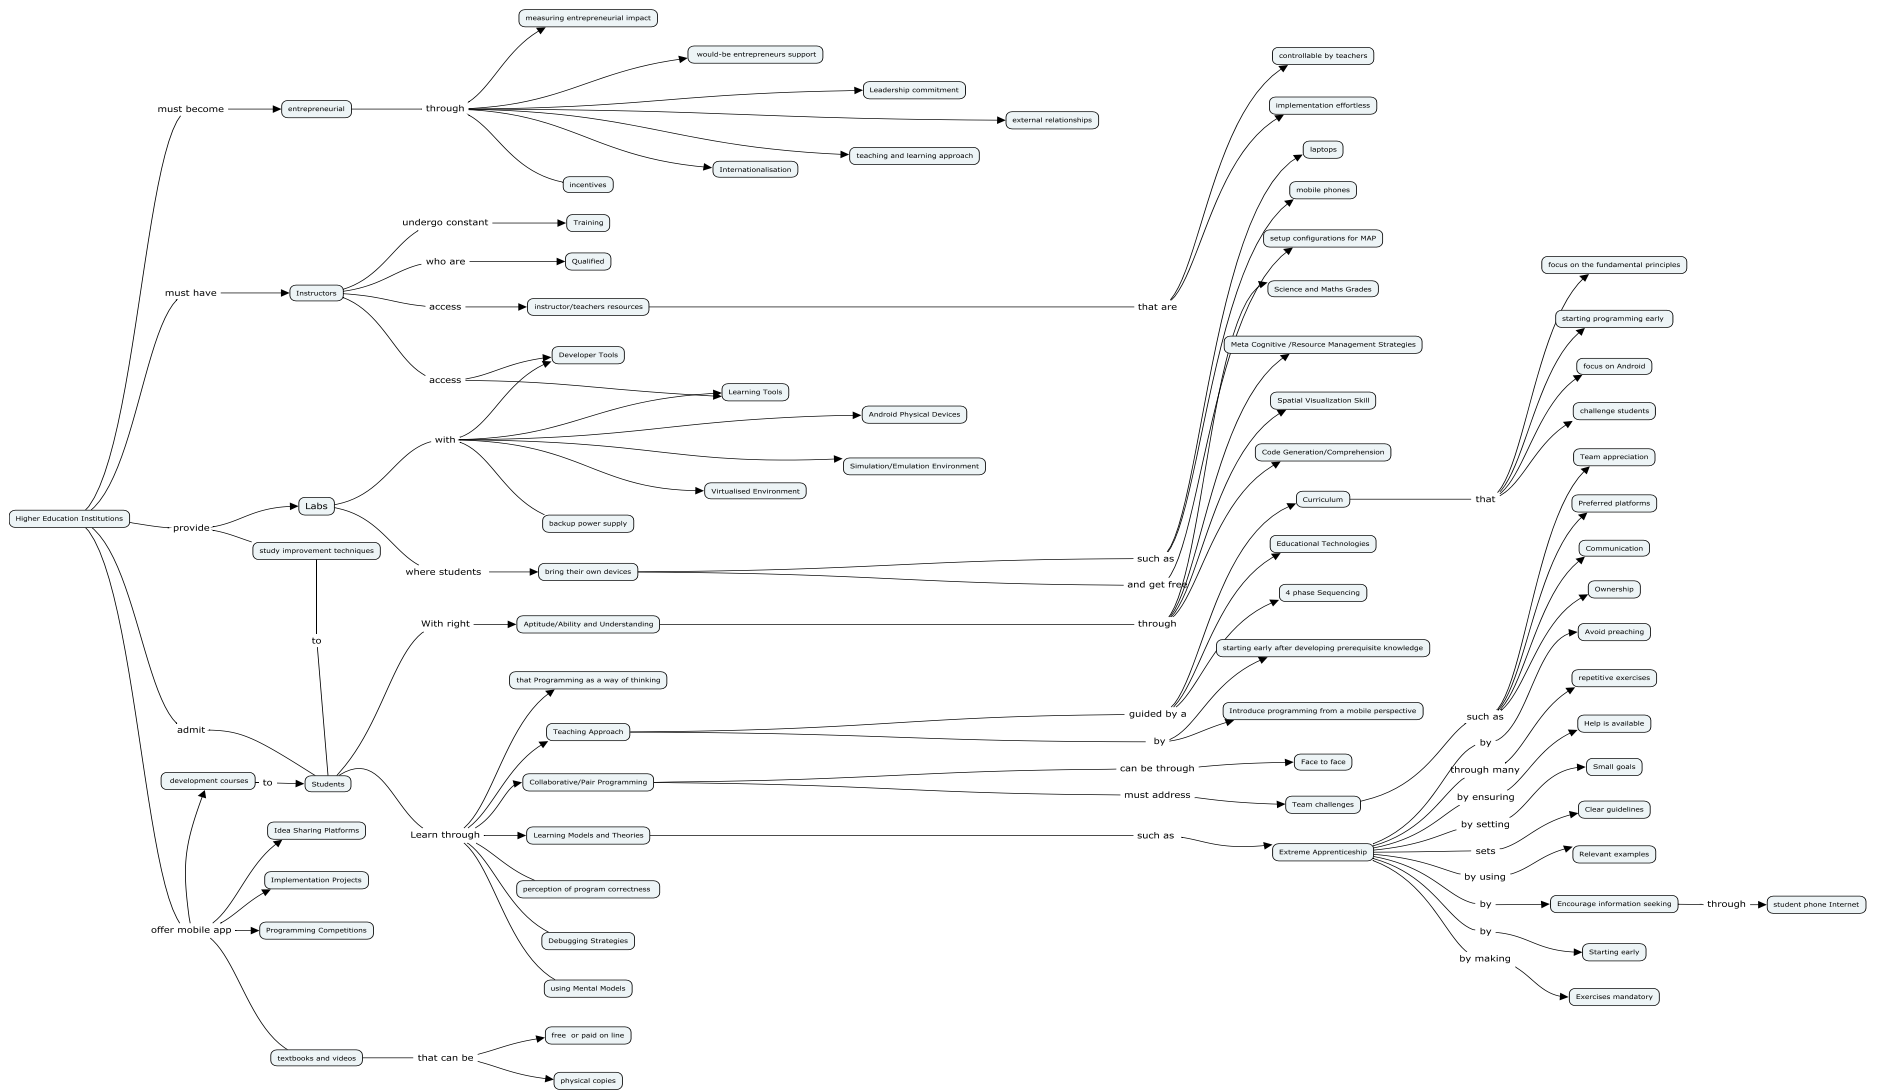 Higher Education Institutions
must become
entrepreneurial
through
measuring entrepreneurial impact
would-be entrepreneurs support
Leadership commitment
external relationships
teaching and learning approach
Internationalisation
incentives
must have
Instructors
undergo constant
Training
who are
Qualified
access
instructor/teachers resources
that are
controllable by teachers
implementation effortless
access
Developer Tools
Learning Tools
provide
Labs
with
Android Physical Devices
Simulation/Emulation Environment
Virtualised Environment
backup power supply
where students
bring their own devices
such as
laptops
mobile phones
and get free
setup configurations for MAP
study improvement techniques
to
admit
Students
With right
Aptitude/Ability and Understanding
through
Science and Maths Grades
Meta Cognitive /Resource Management Strategies
Spatial Visualization Skill
Code Generation/Comprehension
Learn through
that Programming as a way of thinking
Teaching Approach
guided by a
Curriculum
that
focus on the fundamental principles
starting programming early
focus on Android
challenge students
Educational Technologies
4 phase Sequencing
by
starting early after developing prerequisite knowledge
Introduce programming from a mobile perspective
Collaborative/Pair Programming
can be through
Face to face
must address
Team challenges
such as
Team appreciation
Preferred platforms
Communication
Ownership
Learning Models and Theories
such as
Extreme Apprenticeship
by
Avoid preaching
through many
repetitive exercises
by ensuring
Help is available
by setting
Small goals
sets
Clear guidelines
by using
Relevant examples
by
Encourage information seeking
through
student phone Internet
by
Starting early
by making
Exercises mandatory
perception of program correctness
Debugging Strategies
using Mental Models
offer mobile app
development courses
to
Idea Sharing Platforms
Implementation Projects
Programming Competitions
textbooks and videos
that can be
free or paid on line
physical copies